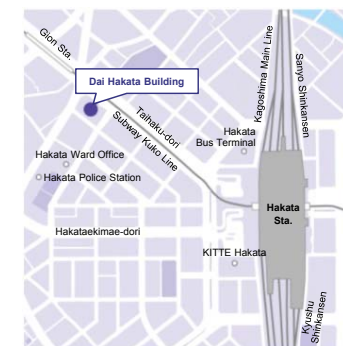 Gion Sta.
Dai Hakata Building
Taihaku-dori
Subway Kuko Line
Kagoshima Main Line
Sanyo Shinkansen
Hakata
Bus Terminal
Hakata Ward Office
Hakata Police Station
Hakata
Sta.
Hakataekimae-dori
KITTE Hakata
Kyushu
Shinkansen